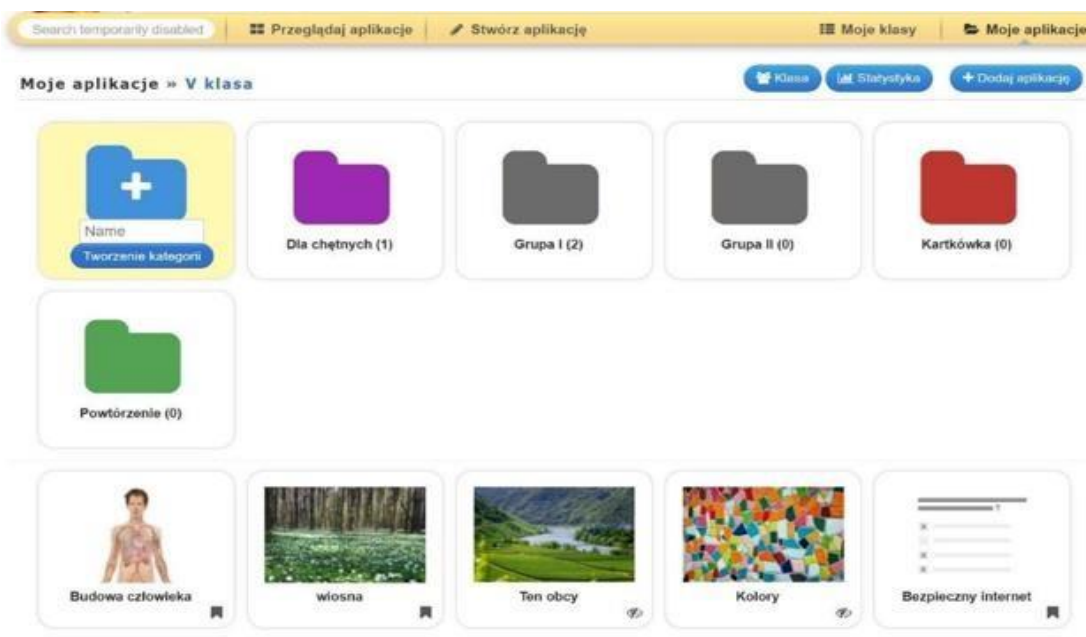 Search temporarily disabled
Przeglądaj aplikacje
Stwórz aplikację
Moje klasy
Moje aplikacje
Moje aplikacje » V klasa
Klasa
Statystyka
+ Dodaj aplikację
Name
Tworzenie kategorii
Dla chętnych (1)
Grupa I (2)
Grupa II (0)
Kartkówka (0)
Powtórzenie (0)
Budowa człowieka
wiosna
Ten obcy
Kolory
Bezpieczny internet